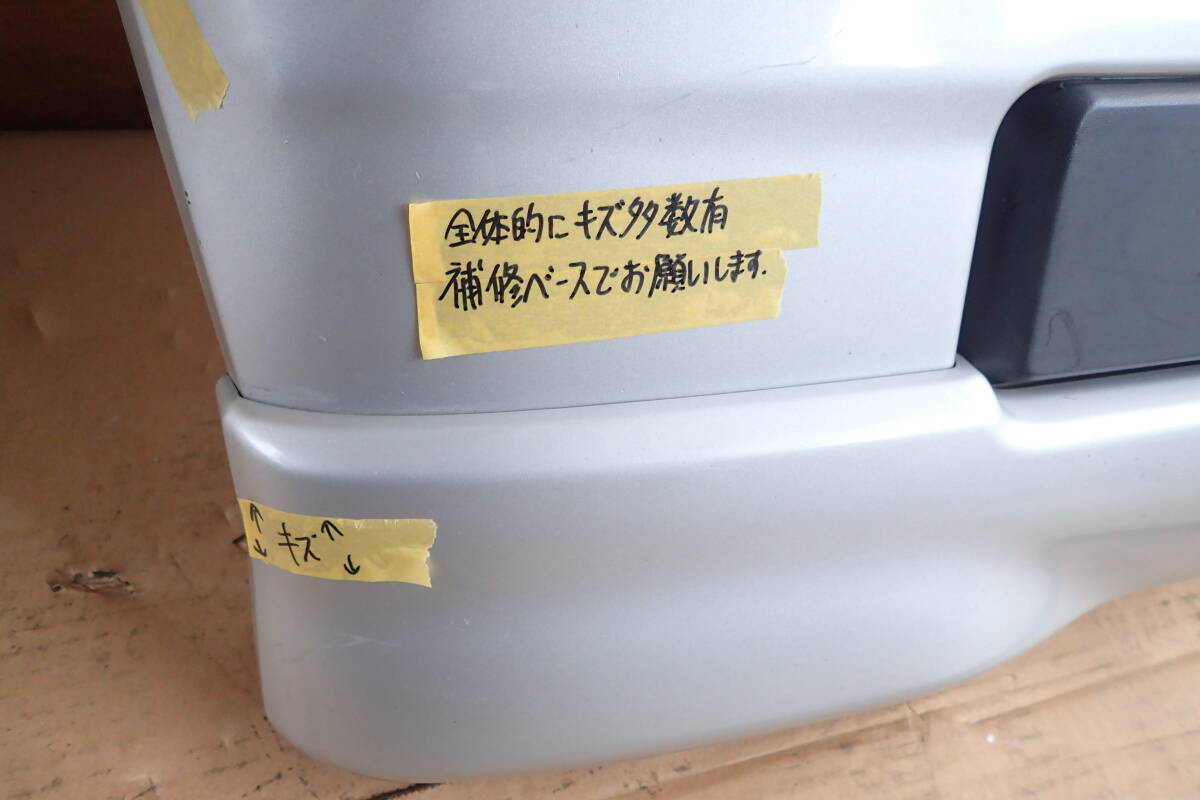 全体的にキズ多数有
補修ベースでお願いします.
↑ キズ ↑
↓ ↓